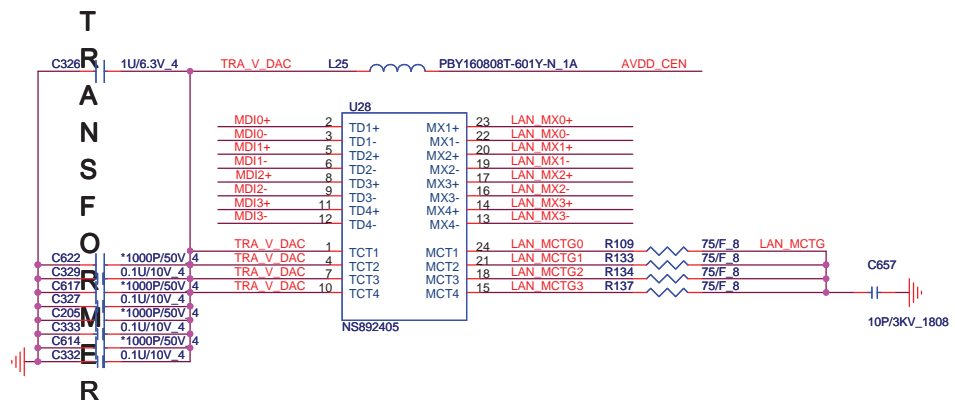 TRANSFORMER
C326 1U/6.3V_4 TRA_V_DAC L25 PBY160808T-601Y-N_1A AVDD_CEN
U28
MDI0+ 2 TD1+ MX1+ 23 LAN_MX0+
MDI0- 3 TD1- MX1- 22 LAN_MX0-
MDI1+ 5 TD2+ MX2+ 20 LAN_MX1+
MDI1- 6 TD2- MX2- 19 LAN_MX1-
MDI2+ 8 TD3+ MX3+ 17 LAN_MX2+
MDI2- 9 TD3- MX3- 16 LAN_MX2-
MDI3+ 11 TD4+ MX4+ 14 LAN_MX3+
MDI3- 12 TD4- MX4- 13 LAN_MX3-
TRA_V_DAC 1 TCT1 MCT1 24 LAN_MCTG0 R109 75/F_8 LAN_MCTG
C622 *1000P/50V_4 TRA_V_DAC 4 TCT2 MCT2 21 LAN_MCTG1 R133 75/F_8 C657
C329 0.1U/10V_4 TRA_V_DAC 7 TCT3 MCT3 18 LAN_MCTG2 R134 75/F_8
C617 *1000P/50V_4 TRA_V_DAC 10 TCT4 MCT4 15 LAN_MCTG3 R137 75/F_8
C327 0.1U/10V_4
C205 *1000P/50V_4 10P/3KV_1808
C333 0.1U/10V_4 NS892405
C614 *1000P/50V_4
C332 0.1U/10V_4